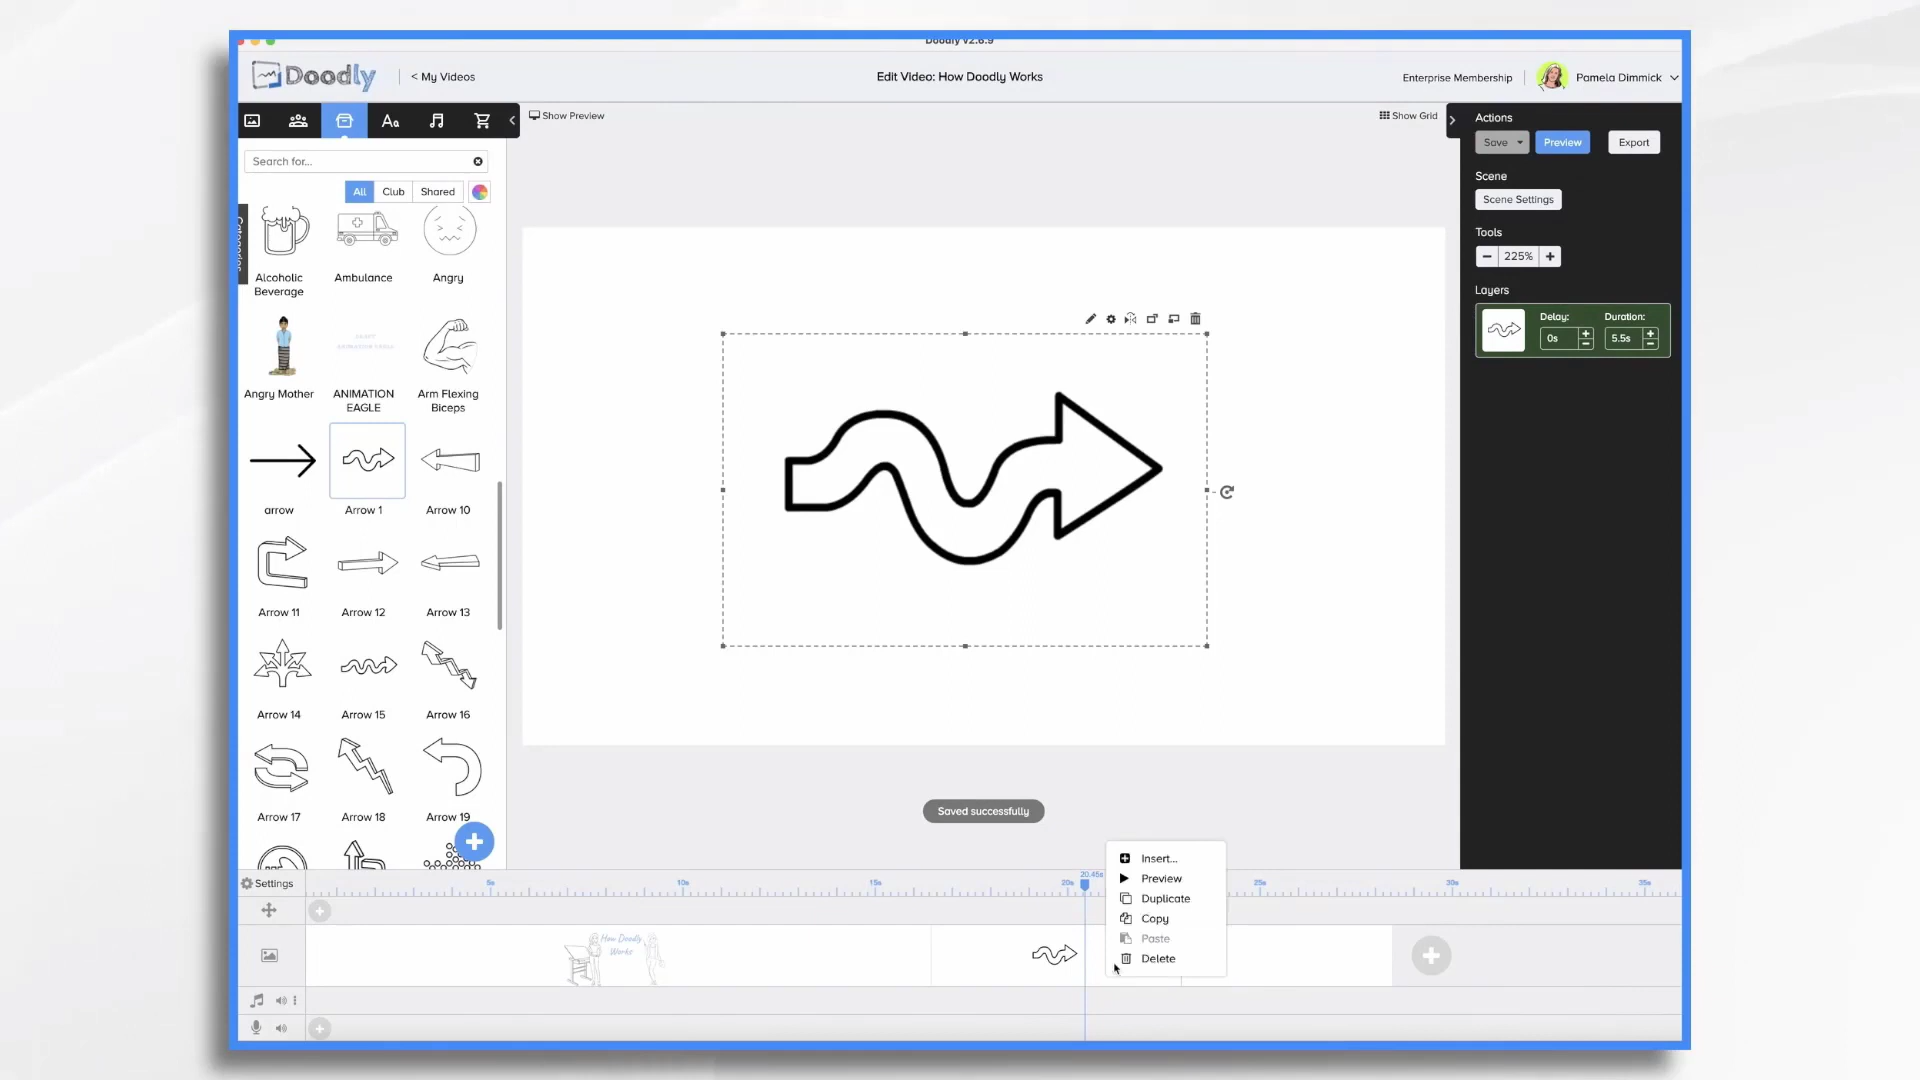 Doodly v2.6.9
Doodly
< My Videos
Edit Video: How Doodly Works
Enterprise Membership
Pamela Dimmick
Aa
Show Preview
Show Grid
Search for...
All
Club
Shared
Categories
Alcoholic
Beverage
Ambulance
Angry
Angry Mother
ANIMATION
EAGLE
Arm Flexing
Biceps
arrow
Arrow 1
Arrow 10
Arrow 11
Arrow 12
Arrow 13
Arrow 14
Arrow 15
Arrow 16
Arrow 17
Arrow 18
Arrow 19
Actions
Save
Preview
Export
Scene
Scene Settings
Tools
225%
Layers
Delay:
Duration:
0s
5.5s
Saved successfully
Insert...
Preview
Duplicate
Copy
Paste
Delete
Settings
5s
10s
15s
20s
20.45s
25s
30s
35s
How Doodly
Works